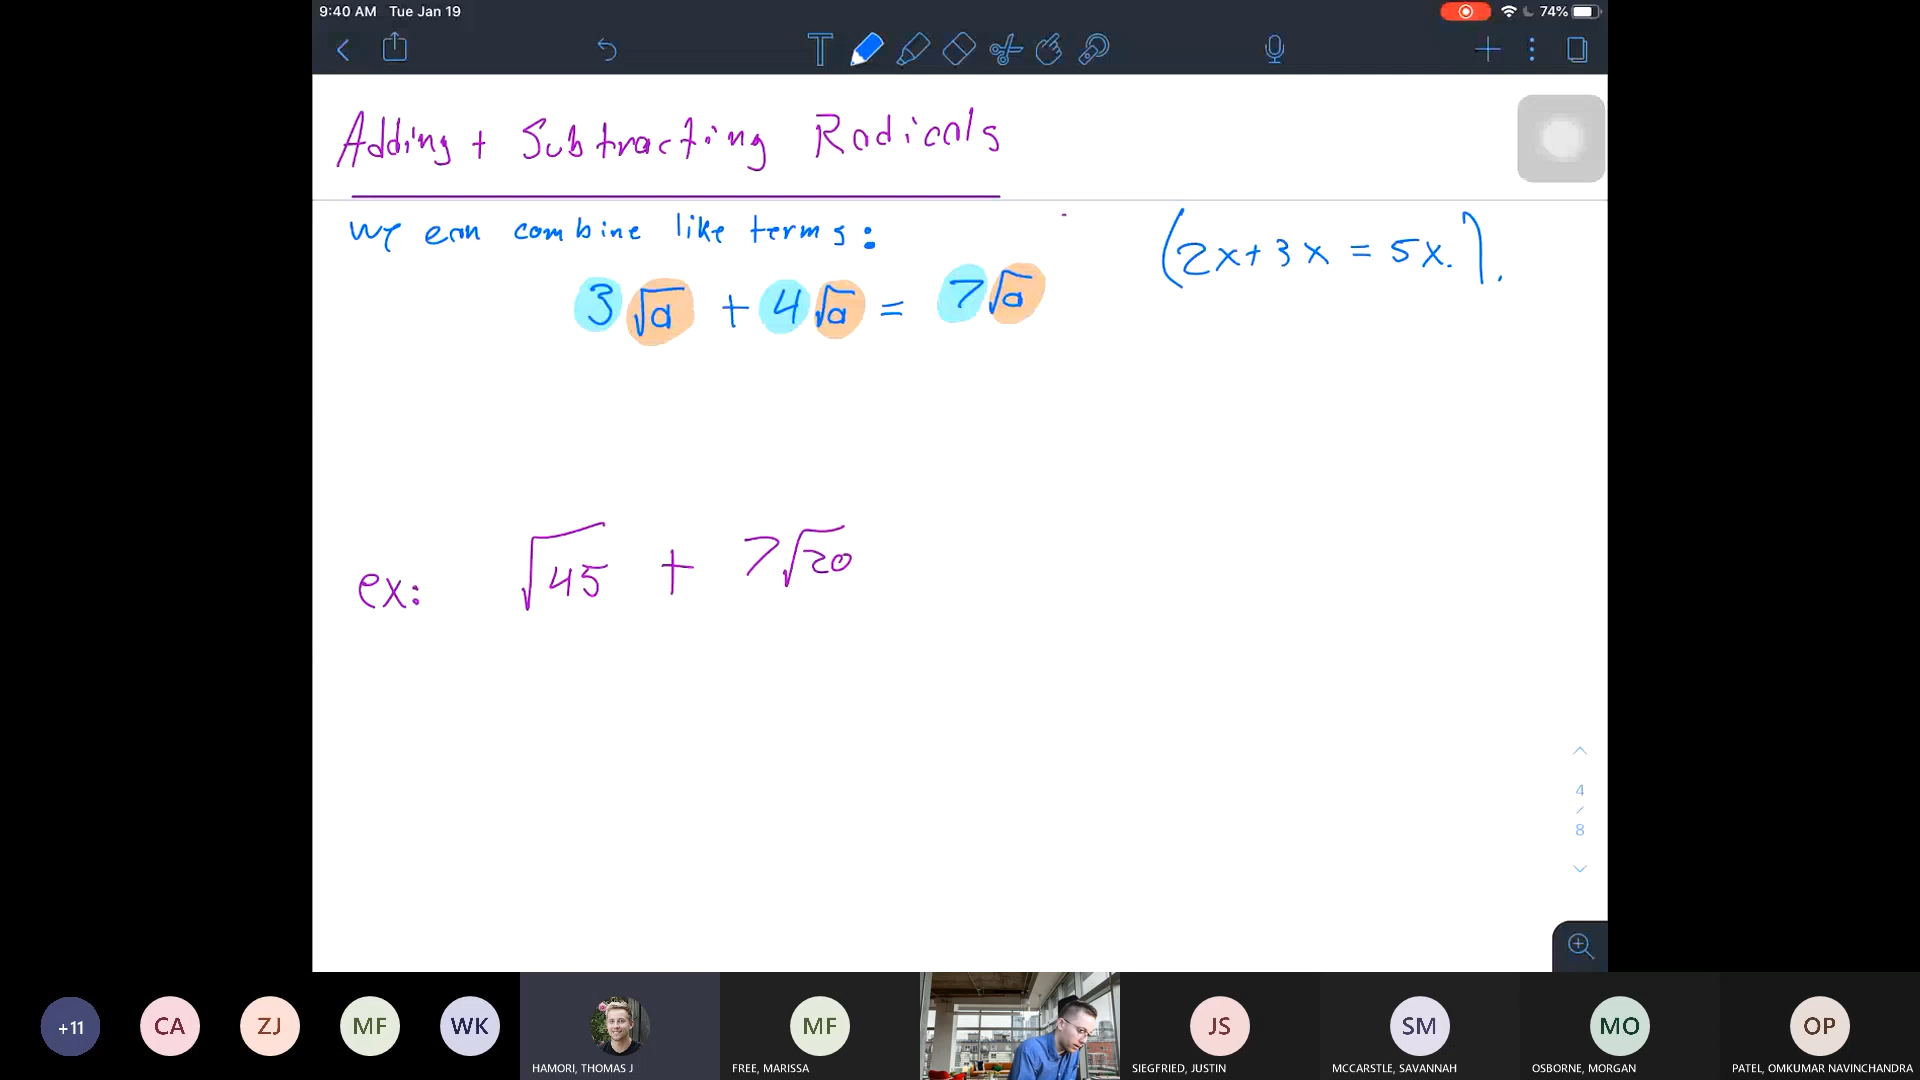 9:40 AM Tue Jan 19
74%
Adding + Subtracting Radicals
we can combine like terms:
(2x+3x = 5x.).
3√a + 4√a = 7√a
ex: √45 + 7√20
4
/
8
+11
CA
ZJ
MF
WK
HAMORI, THOMAS J
MF
FREE, MARISSA
JS
SIEGFRIED, JUSTIN
SM
MCCARSTLE, SAVANNAH
MO
OSBORNE, MORGAN
OP
PATEL, OMKUMAR NAVINCHANDRA